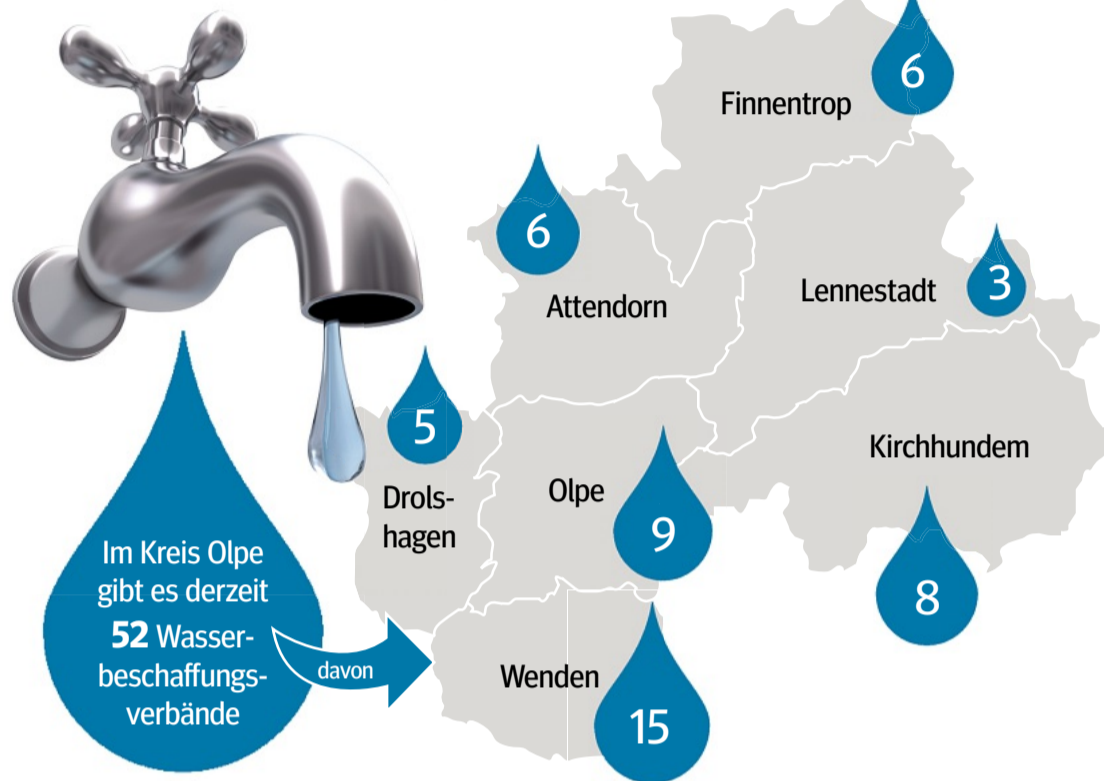 6
Finnentrop
6
Attendorn
Lennestadt
3
5
Kirchhundem
Drols-
hagen
Olpe
9
8
Im Kreis Olpe
gibt es derzeit
52 Wasser-
beschaffungs-
verbände
davon
Wenden
15